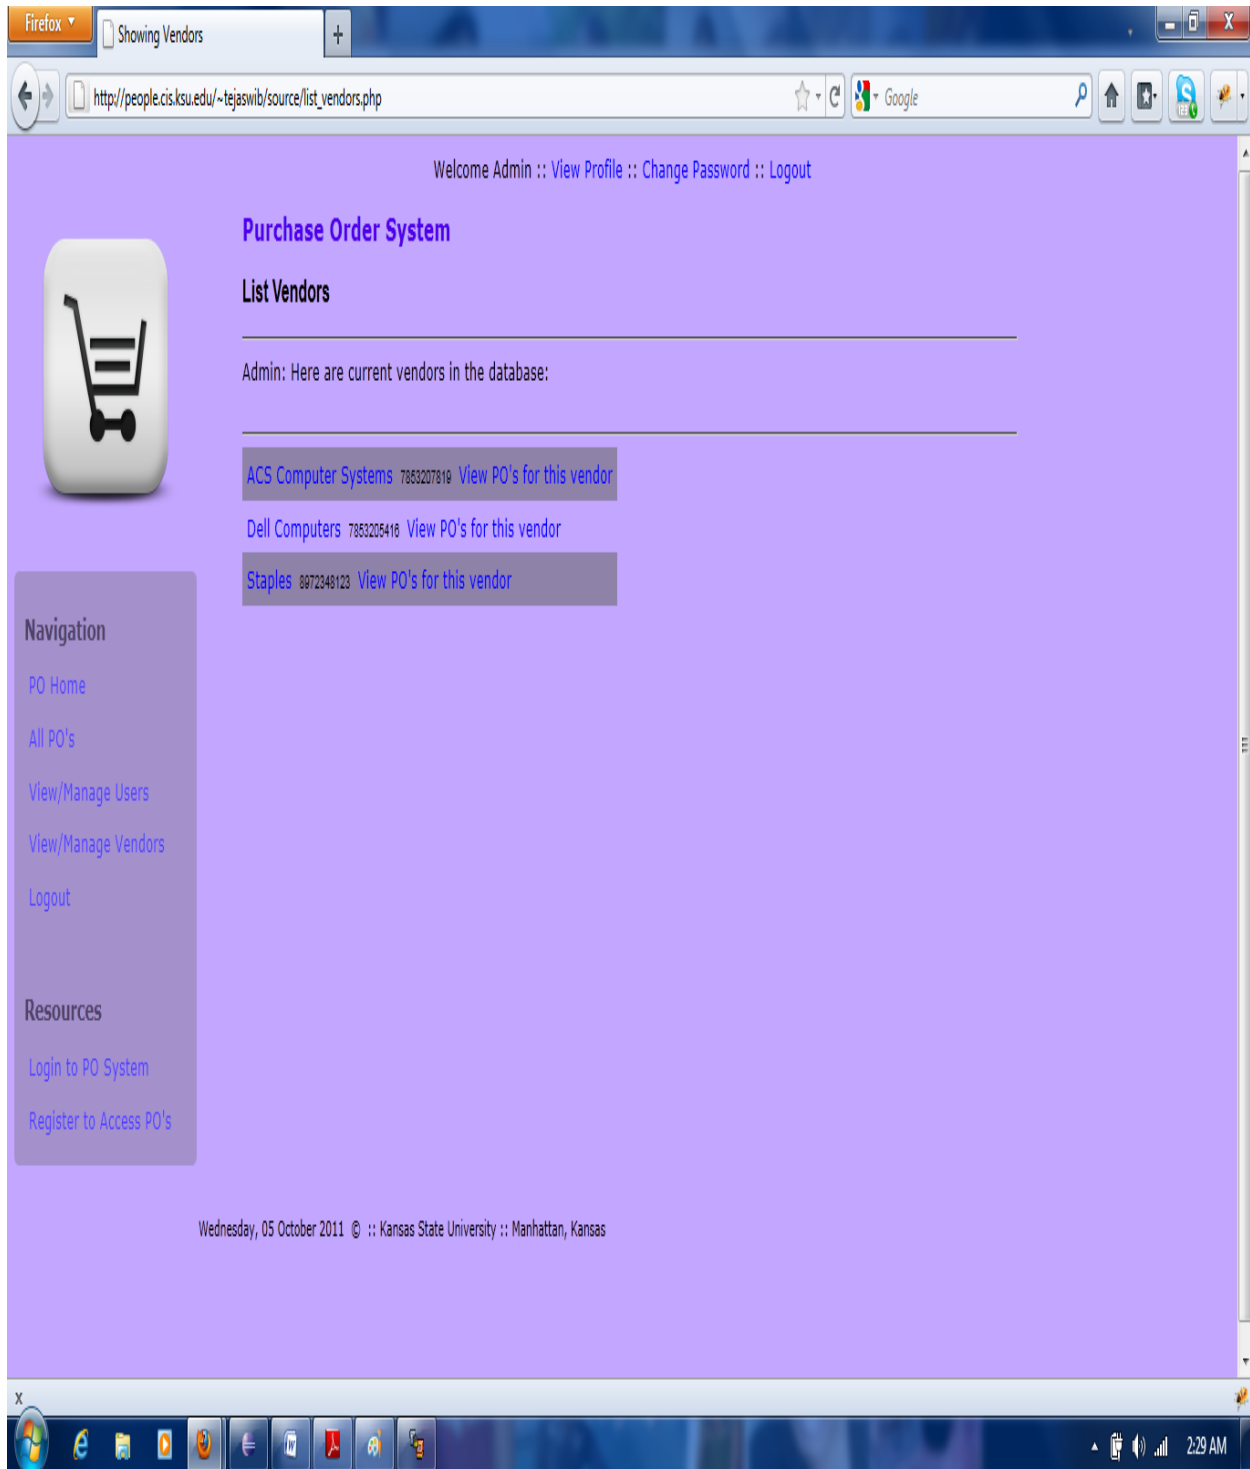 Firefox
Showing Vendors
http://people.cis.ksu.edu/~tejaswib/source/list_vendors.php
Google
Welcome Admin :: View Profile :: Change Password :: Logout
Purchase Order System
List Vendors
Admin: Here are current vendors in the database:
ACS Computer Systems 7853207819 View PO's for this vendor
Dell Computers 7853205416 View PO's for this vendor
Staples 8972348123 View PO's for this vendor
Navigation
PO Home
All PO's
View/Manage Users
View/Manage Vendors
Logout
Resources
Login to PO System
Register to Access PO's
Wednesday, 05 October 2011 © :: Kansas State University :: Manhattan, Kansas
x
2:29 AM